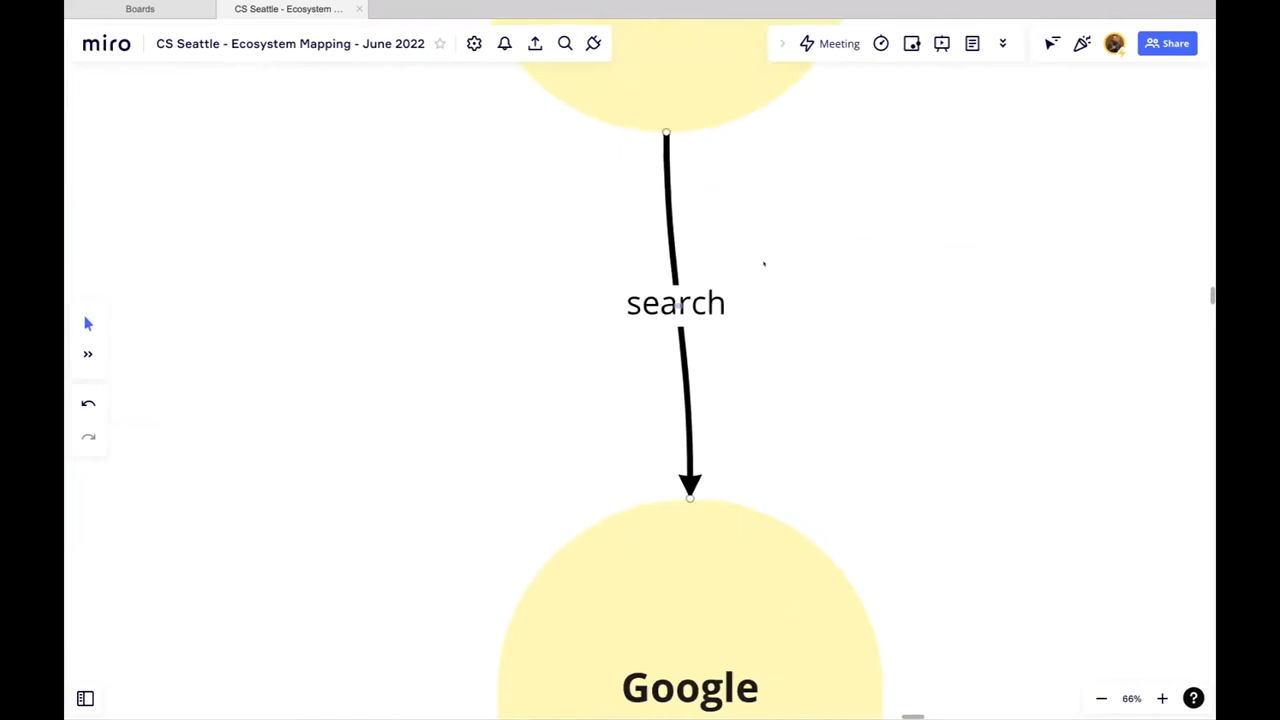 Boards
CS Seattle - Ecosystem ...
miro
CS Seattle - Ecosystem Mapping - June 2022
Meeting
Share
search
Google
66%